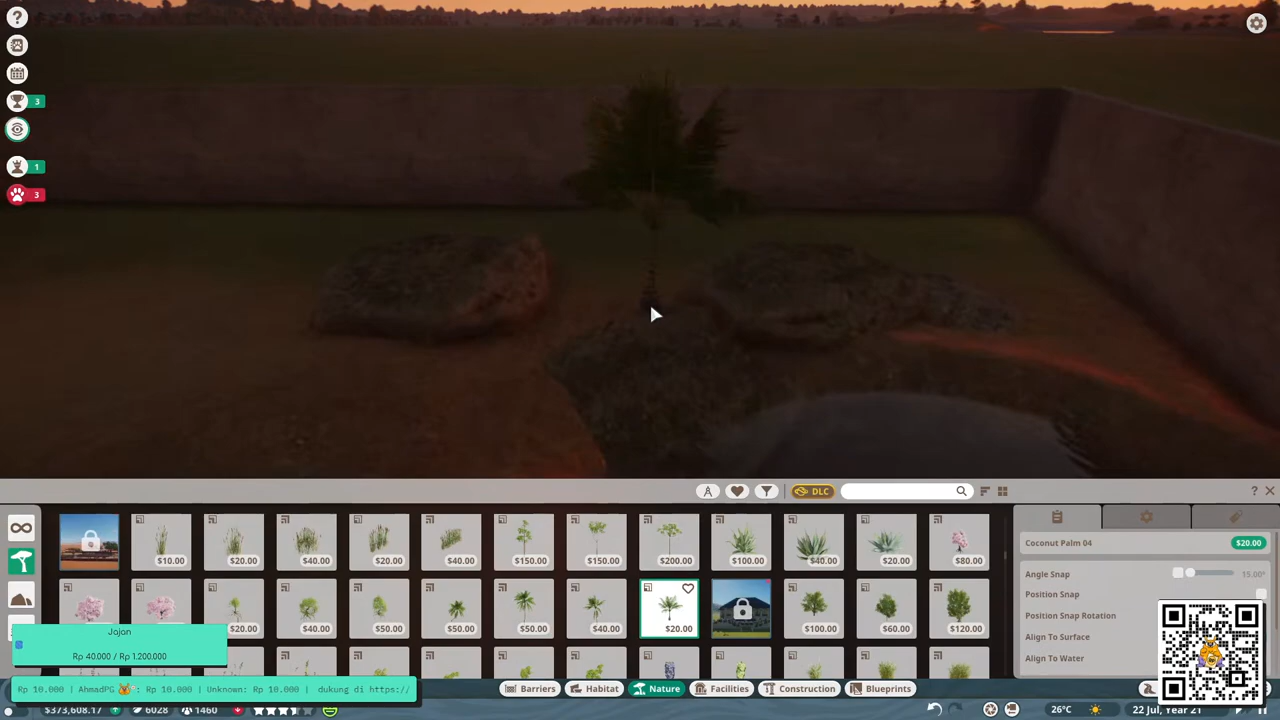 ?
3
1
3
DLC
?
$10.00
$20.00
$40.00
$20.00
$40.00
$150.00
$150.00
$200.00
$100.00
$40.00
$20.00
$80.00
$20.00
$40.00
$50.00
$50.00
$50.00
$40.00
$20.00
$100.00
$60.00
$120.00
Coconut Palm 04
$20.00
Angle Snap
15.00°
Position Snap
Position Snap Rotation
Align To Surface
Align To Water
Jajan
Rp 40.000 / Rp 1.200.000
Rp 10.000 | AhmadPG : Rp 10.000 | Unknown: Rp 10.000 | dukung di https://
Barriers
Habitat
Nature
Facilities
Construction
Blueprints
$373,608.17
6028
1460
26°C
22 Jul, Year 21